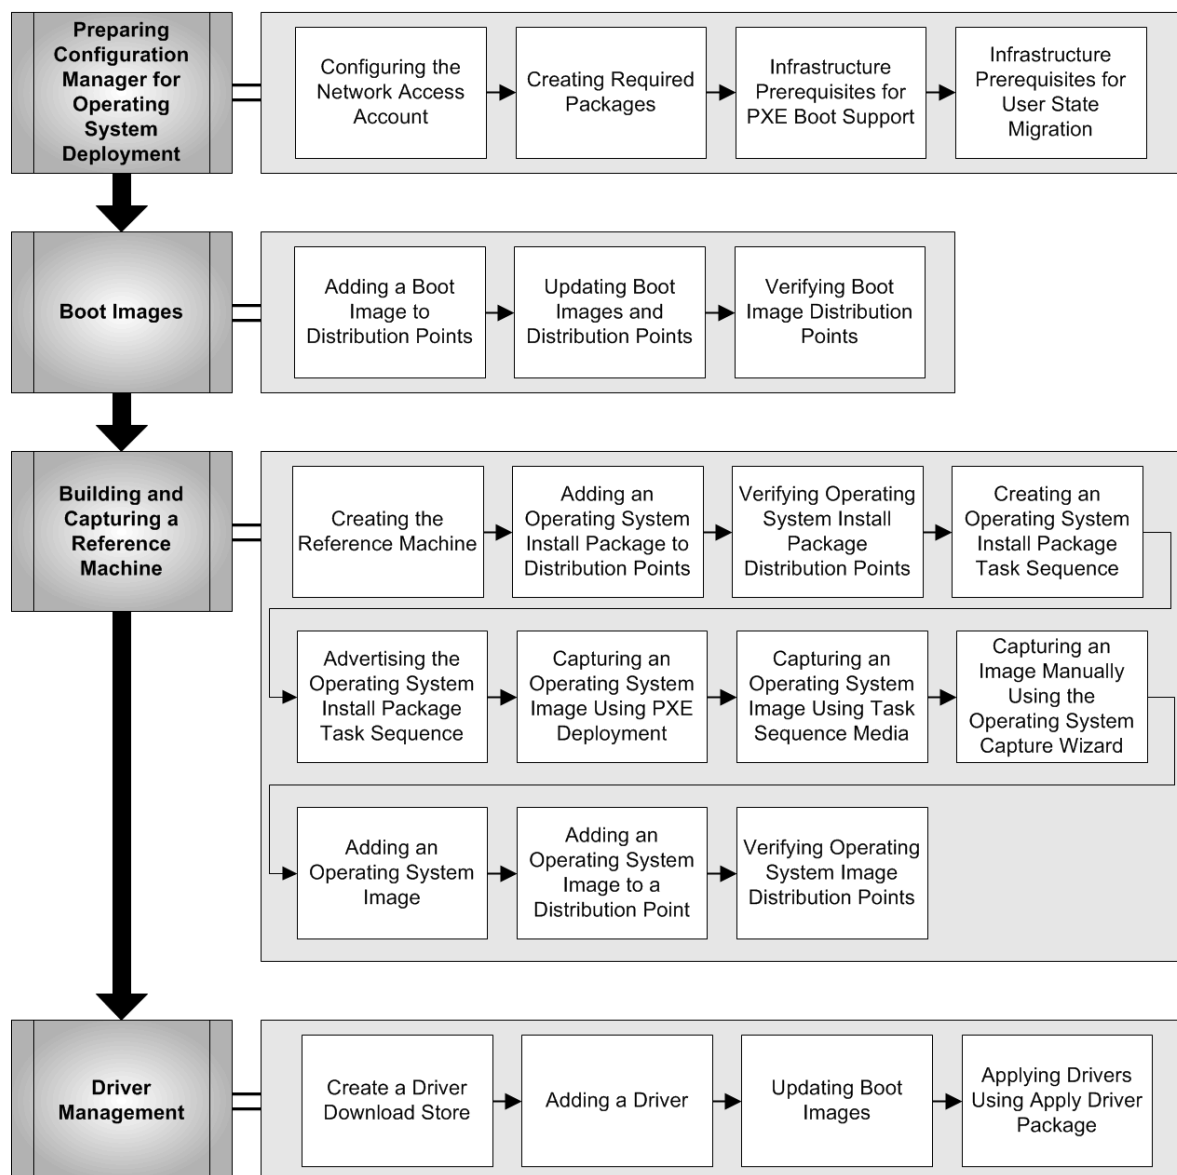 Preparing
Configuration
Manager for
Operating
System
Deployment
Configuring the
Network Access
Account
Creating Required
Packages
Infrastructure
Prerequisites for
PXE Boot Support
Infrastructure
Prerequisites for
User State
Migration
Boot Images
Adding a Boot
Image to
Distribution Points
Updating Boot
Images and
Distribution Points
Verifying Boot
Image Distribution
Points
Building and
Capturing a
Reference
Machine
Creating the
Reference Machine
Adding an
Operating System
Install Package to
Distribution Points
Verifying Operating
System Install
Package
Distribution Points
Creating an
Operating System
Install Package
Task Sequence
Advertising the
Operating System
Install Package
Task Sequence
Capturing an
Operating System
Image Using PXE
Deployment
Capturing an
Operating System
Image Using Task
Sequence Media
Capturing an
Image Manually
Using the
Operating System
Capture Wizard
Adding an
Operating System
Image
Adding an
Operating System
Image to a
Distribution Point
Verifying Operating
System Image
Distribution Points
Driver
Management
Create a Driver
Download Store
Adding a Driver
Updating Boot
Images
Applying Drivers
Using Apply Driver
Package